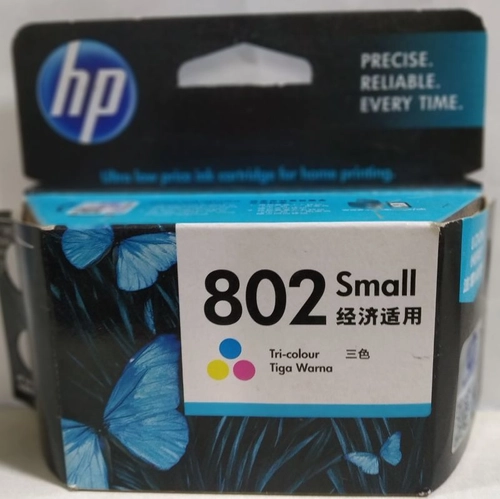 hp
PRECISE.
RELIABLE.
EVERY TIME.
Ultra low price ink cartridge for home printing.
802 Small
经济适用
Tri-colour 三色
Tiga Warna